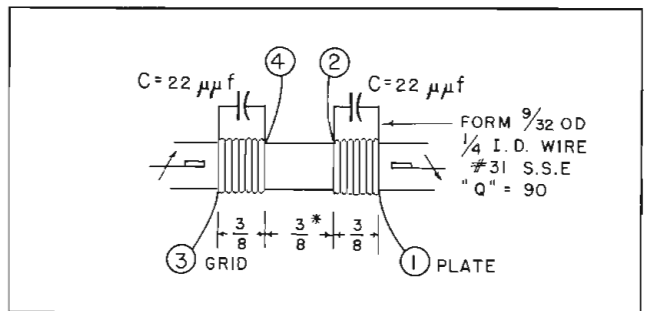 ④ ②
C=22 μμf C=22 μμf
FORM 9/32 OD
1/4 I.D. WIRE
#31 S.S.E
"Q" = 90
3/8 3/8* 3/8
③ GRID ① PLATE